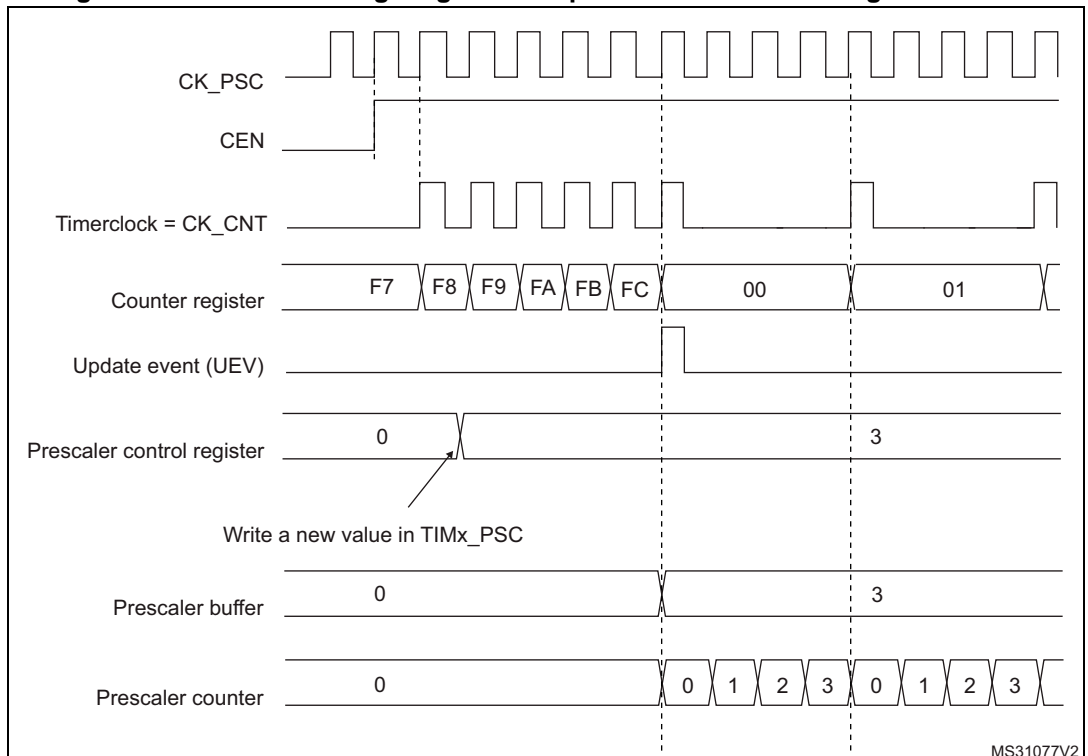 CK_PSC
CEN
Timerclock = CK_CNT
Counter register
F7 F8 F9 FA FB FC 00 01
Update event (UEV)
Prescaler control register
0 3
Write a new value in TIMx_PSC
Prescaler buffer
0 3
Prescaler counter
0 0 1 2 3 0 1 2 3
MS31077V2